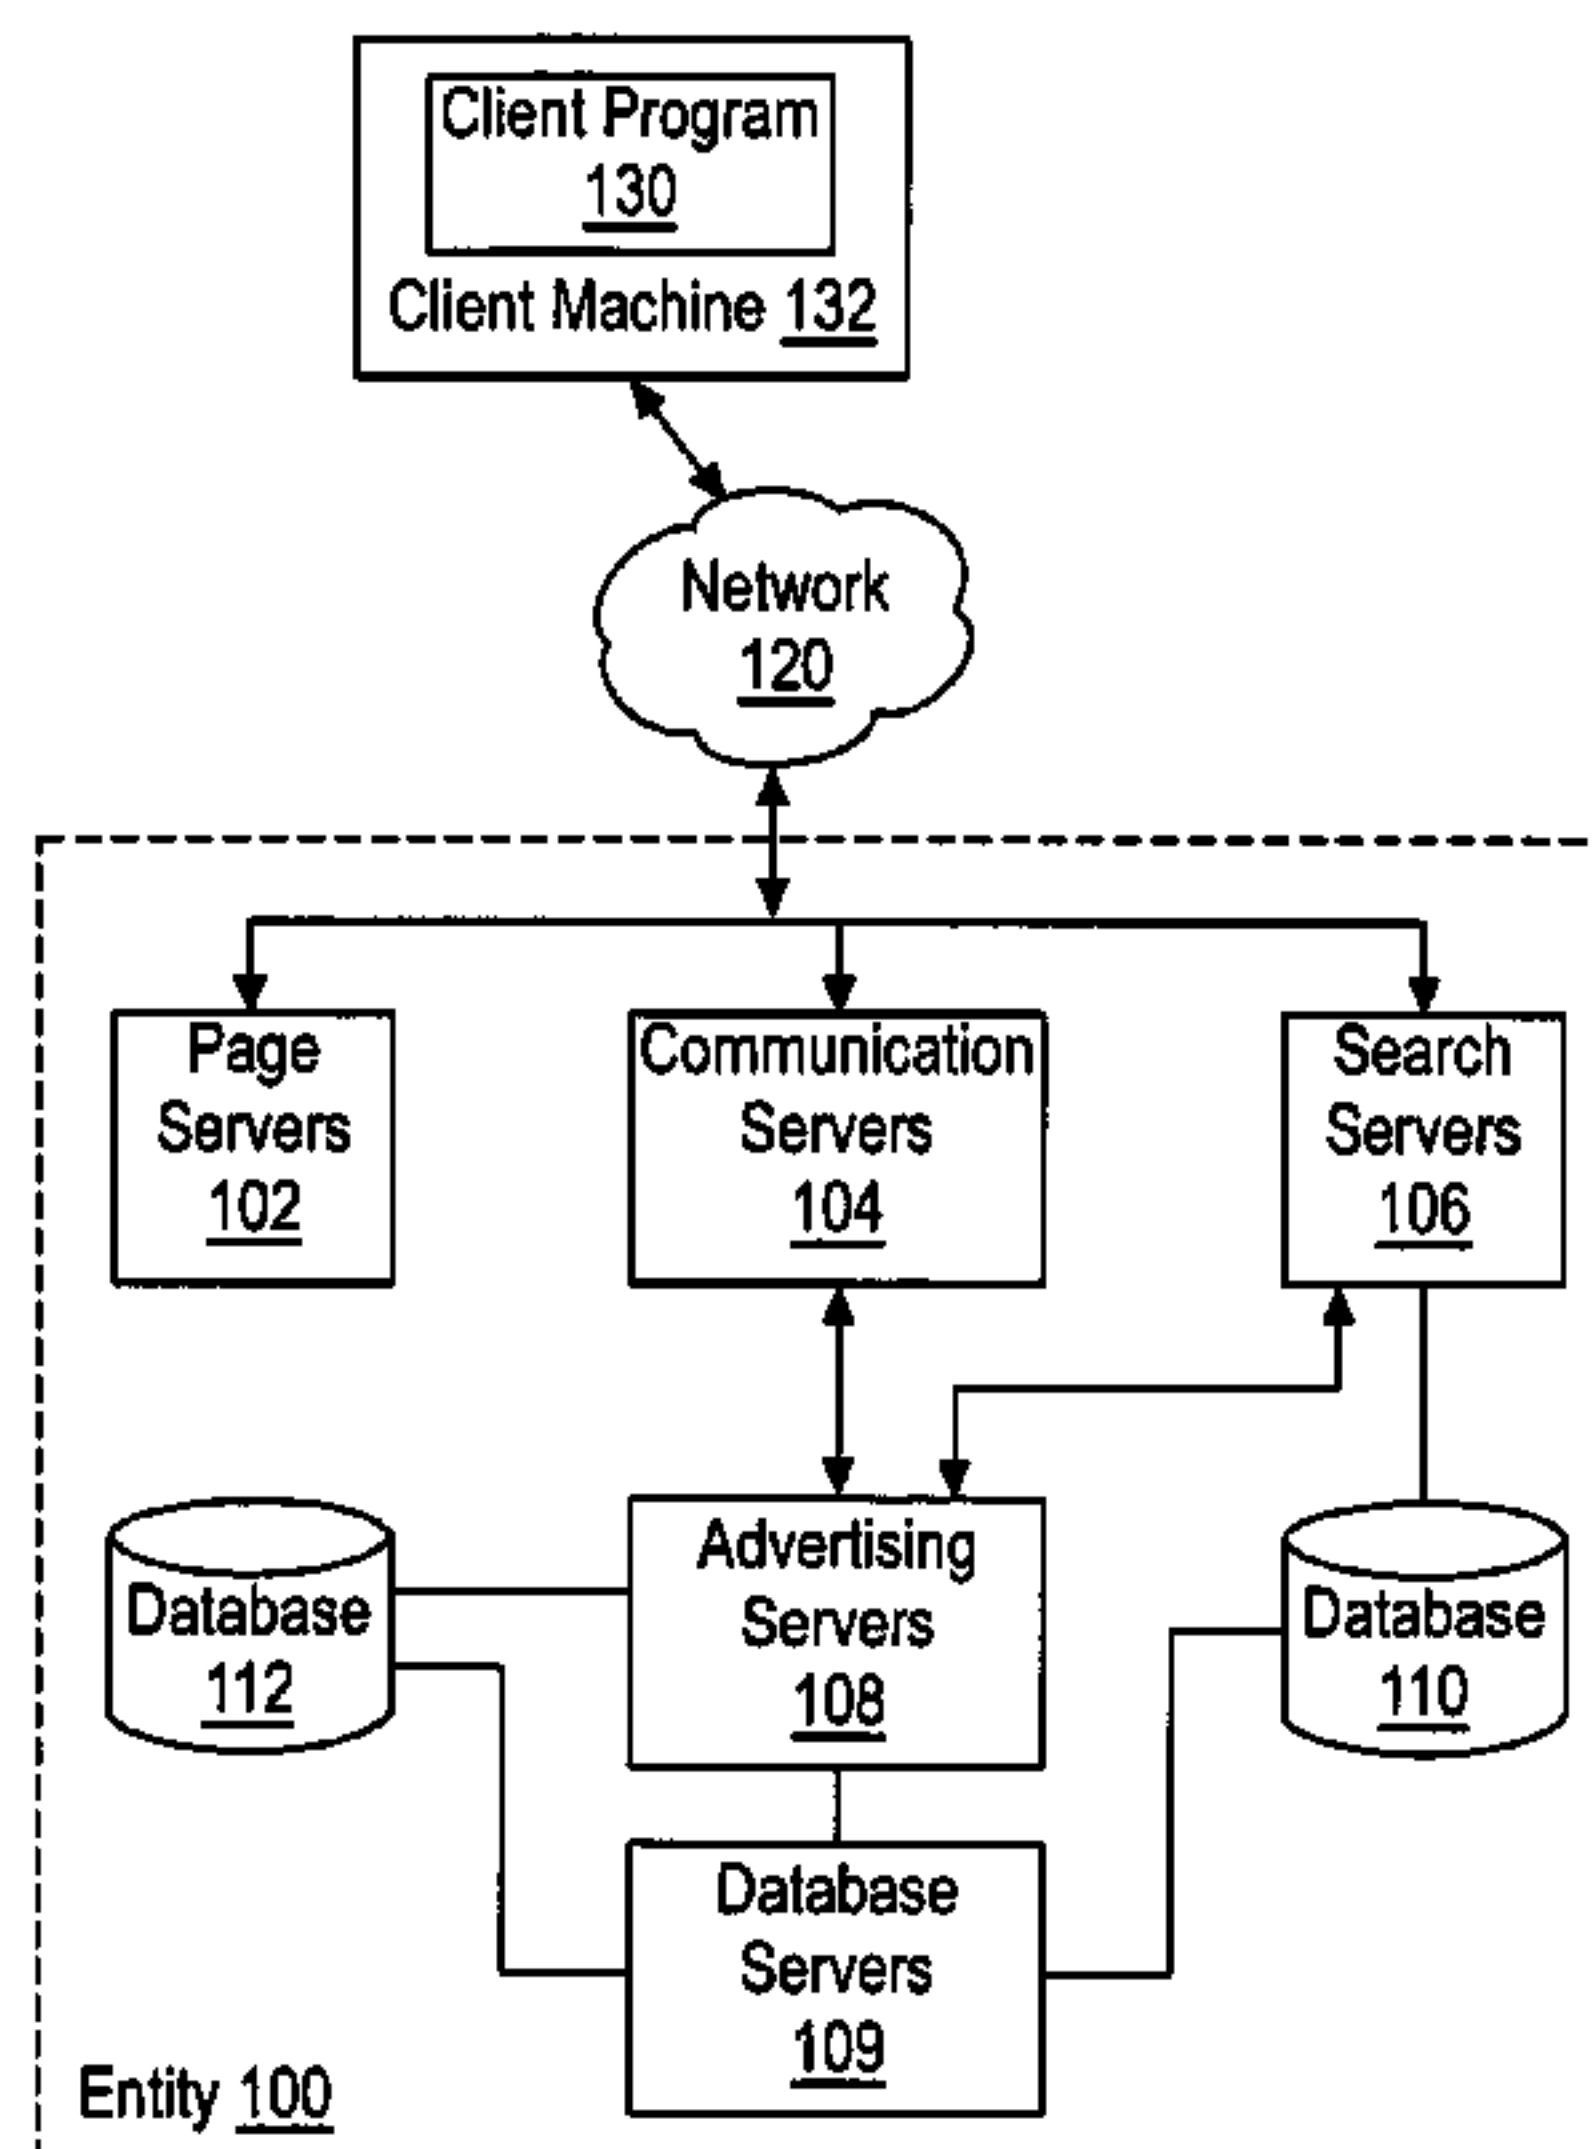 Client Program
130
Client Machine 132
Network
120
Page
Servers
102
Communication
Servers
104
Search
Servers
106
Database
112
Advertising
Servers
108
Database
110
Database
Servers
109
Entity 100